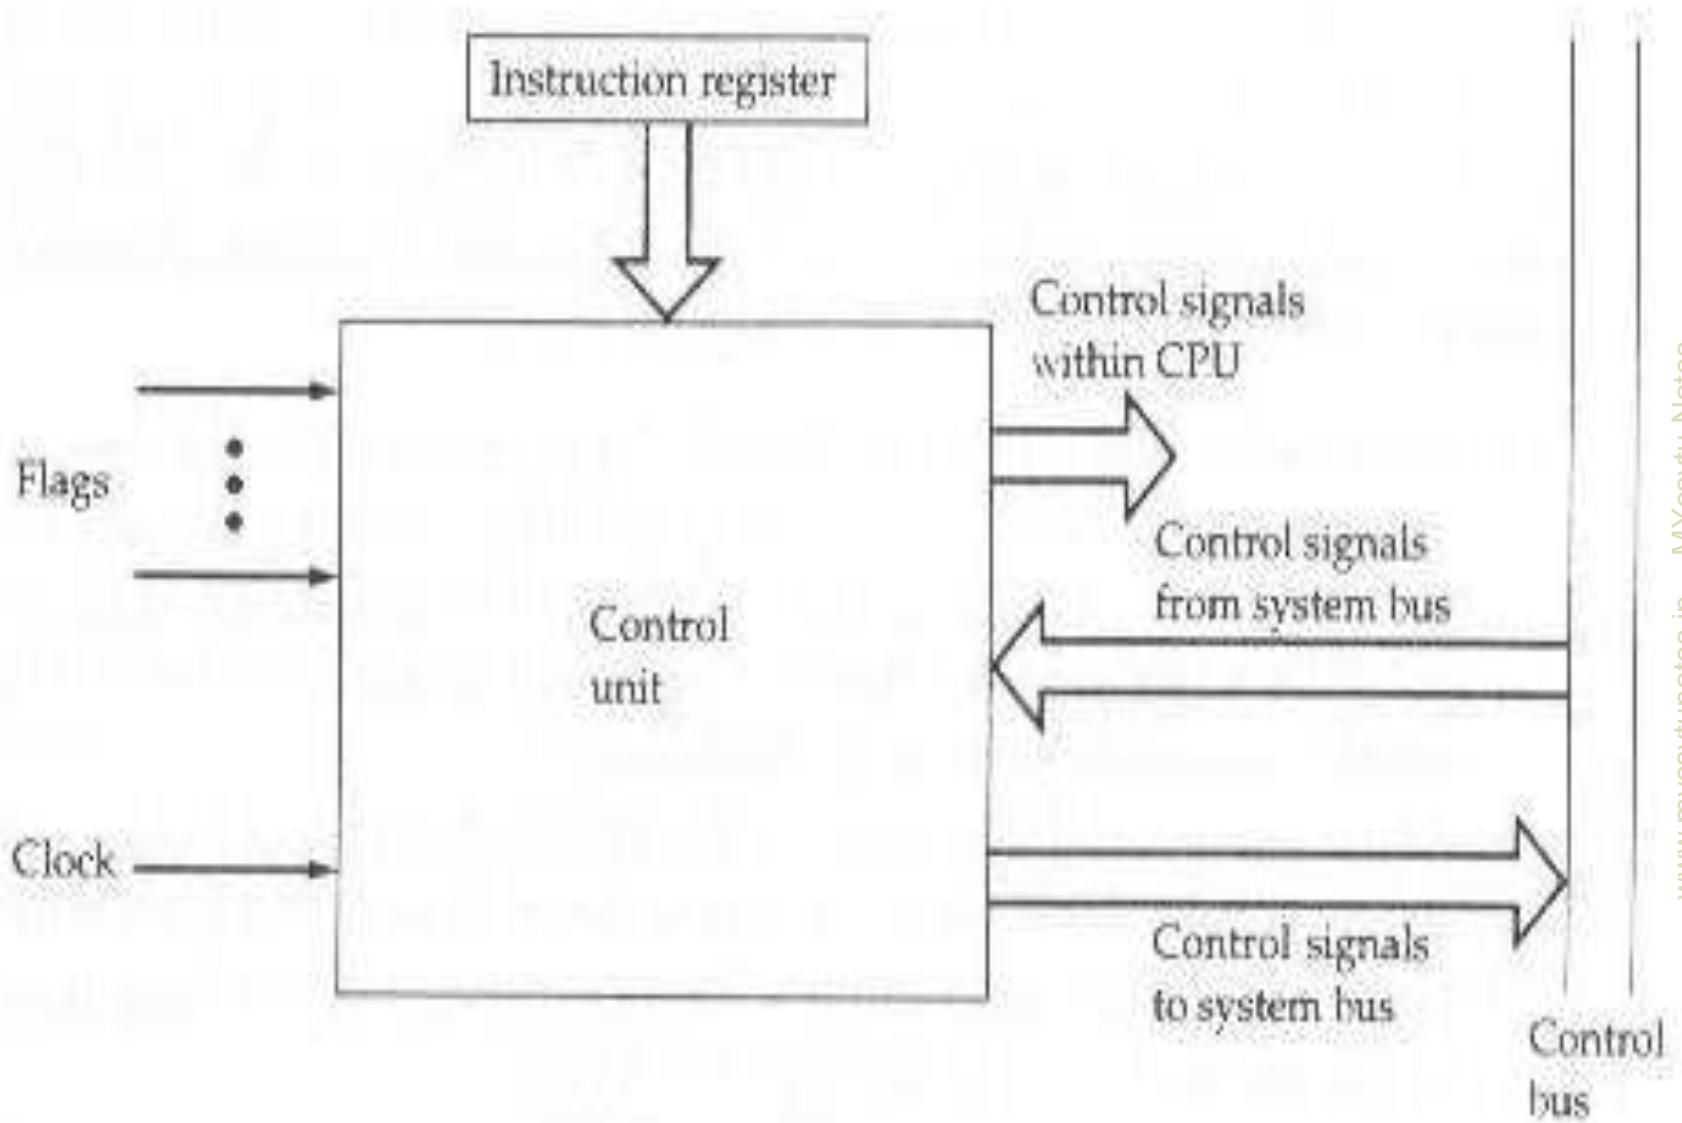 Instruction register
Control signals
within CPU
Flags
Control signals
from system bus
Control
unit
Clock
Control signals
to system bus
Control
bus